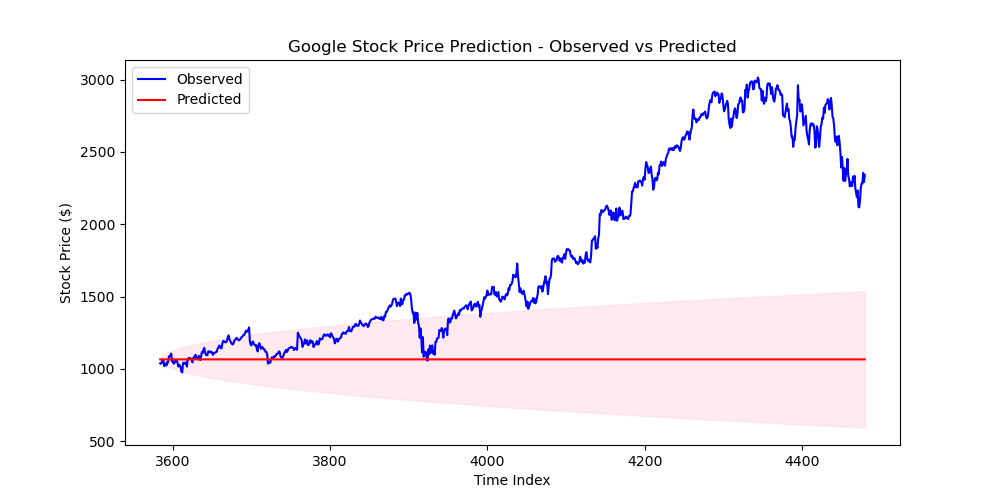 Google Stock Price Prediction - Observed vs Predicted
Observed
Predicted
3000
2500
2000
1500
1000
500
Stock Price ($)
3600 3800 4000 4200 4400
Time Index